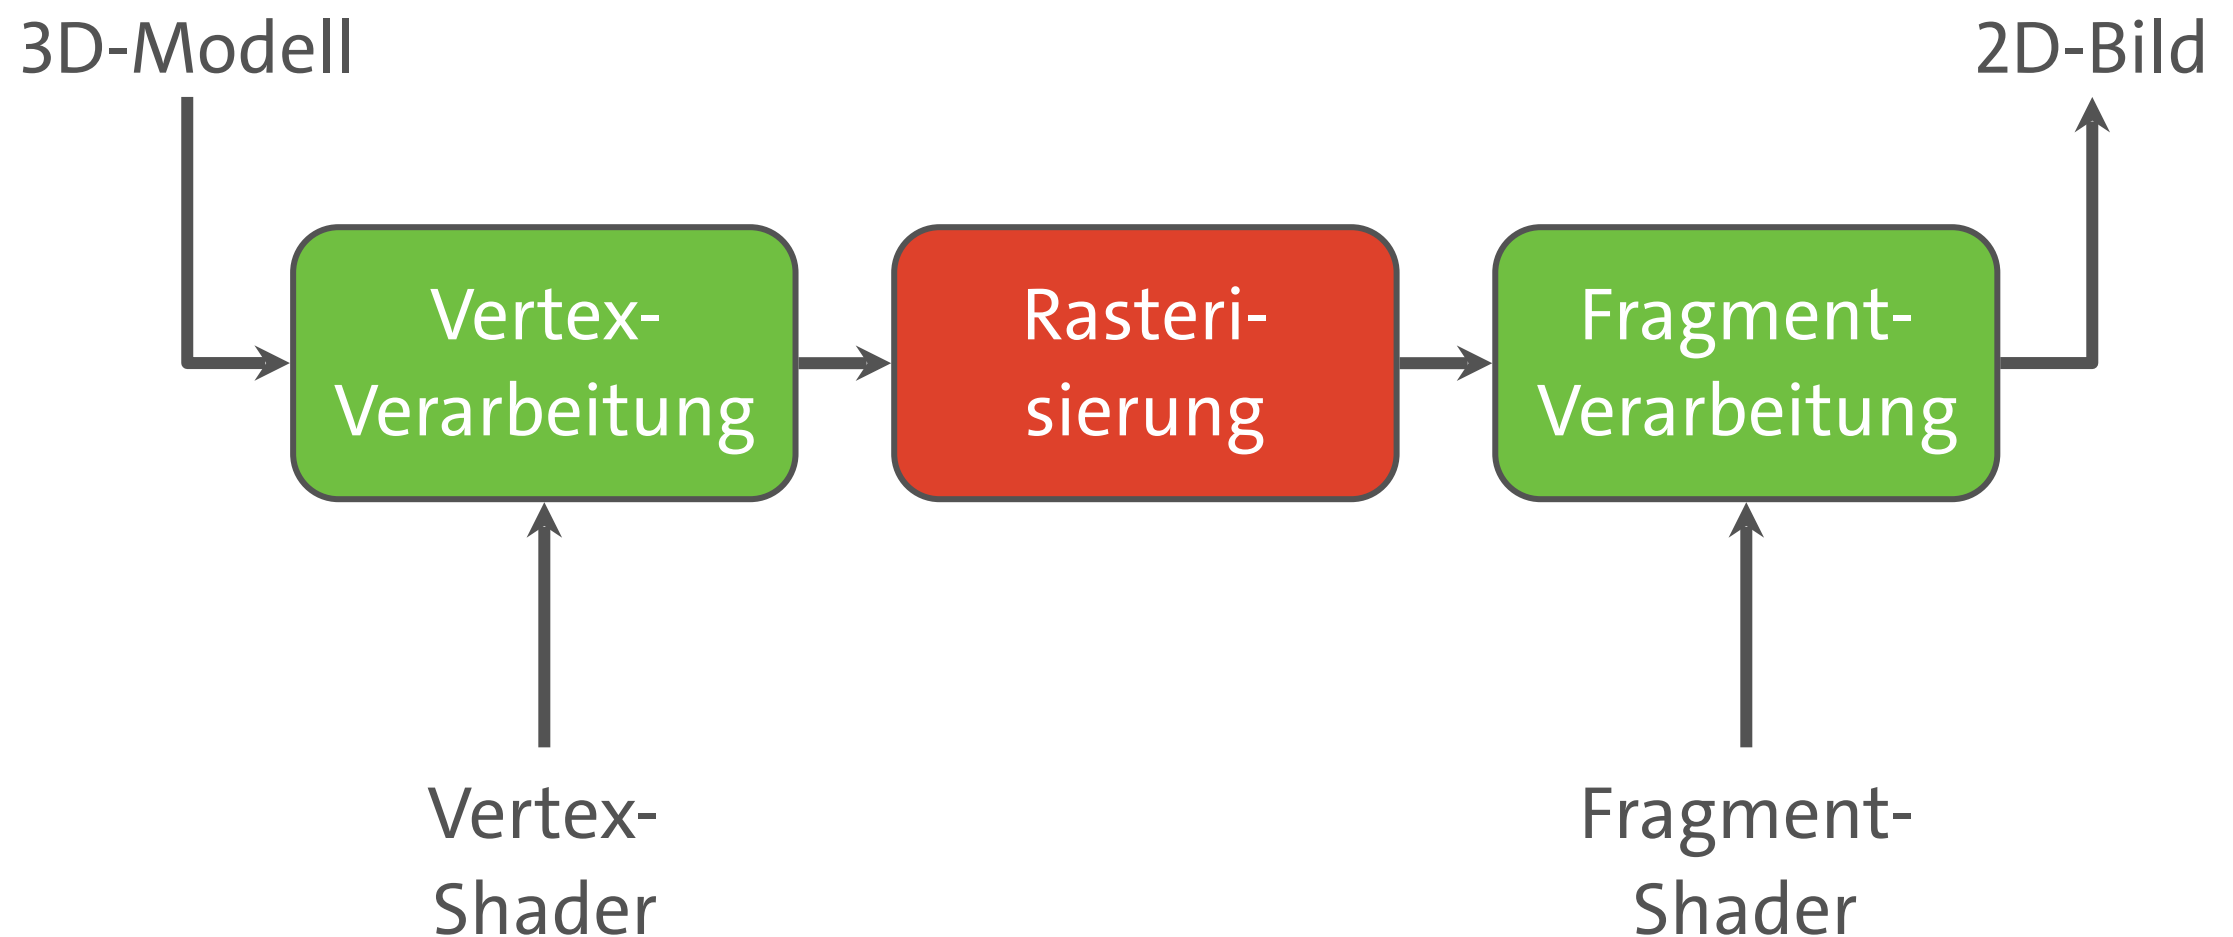 3D-Modell
2D-Bild
Vertex-
Verarbeitung
Rasteri-
sierung
Fragment-
Verarbeitung
Vertex-
Shader
Fragment-
Shader